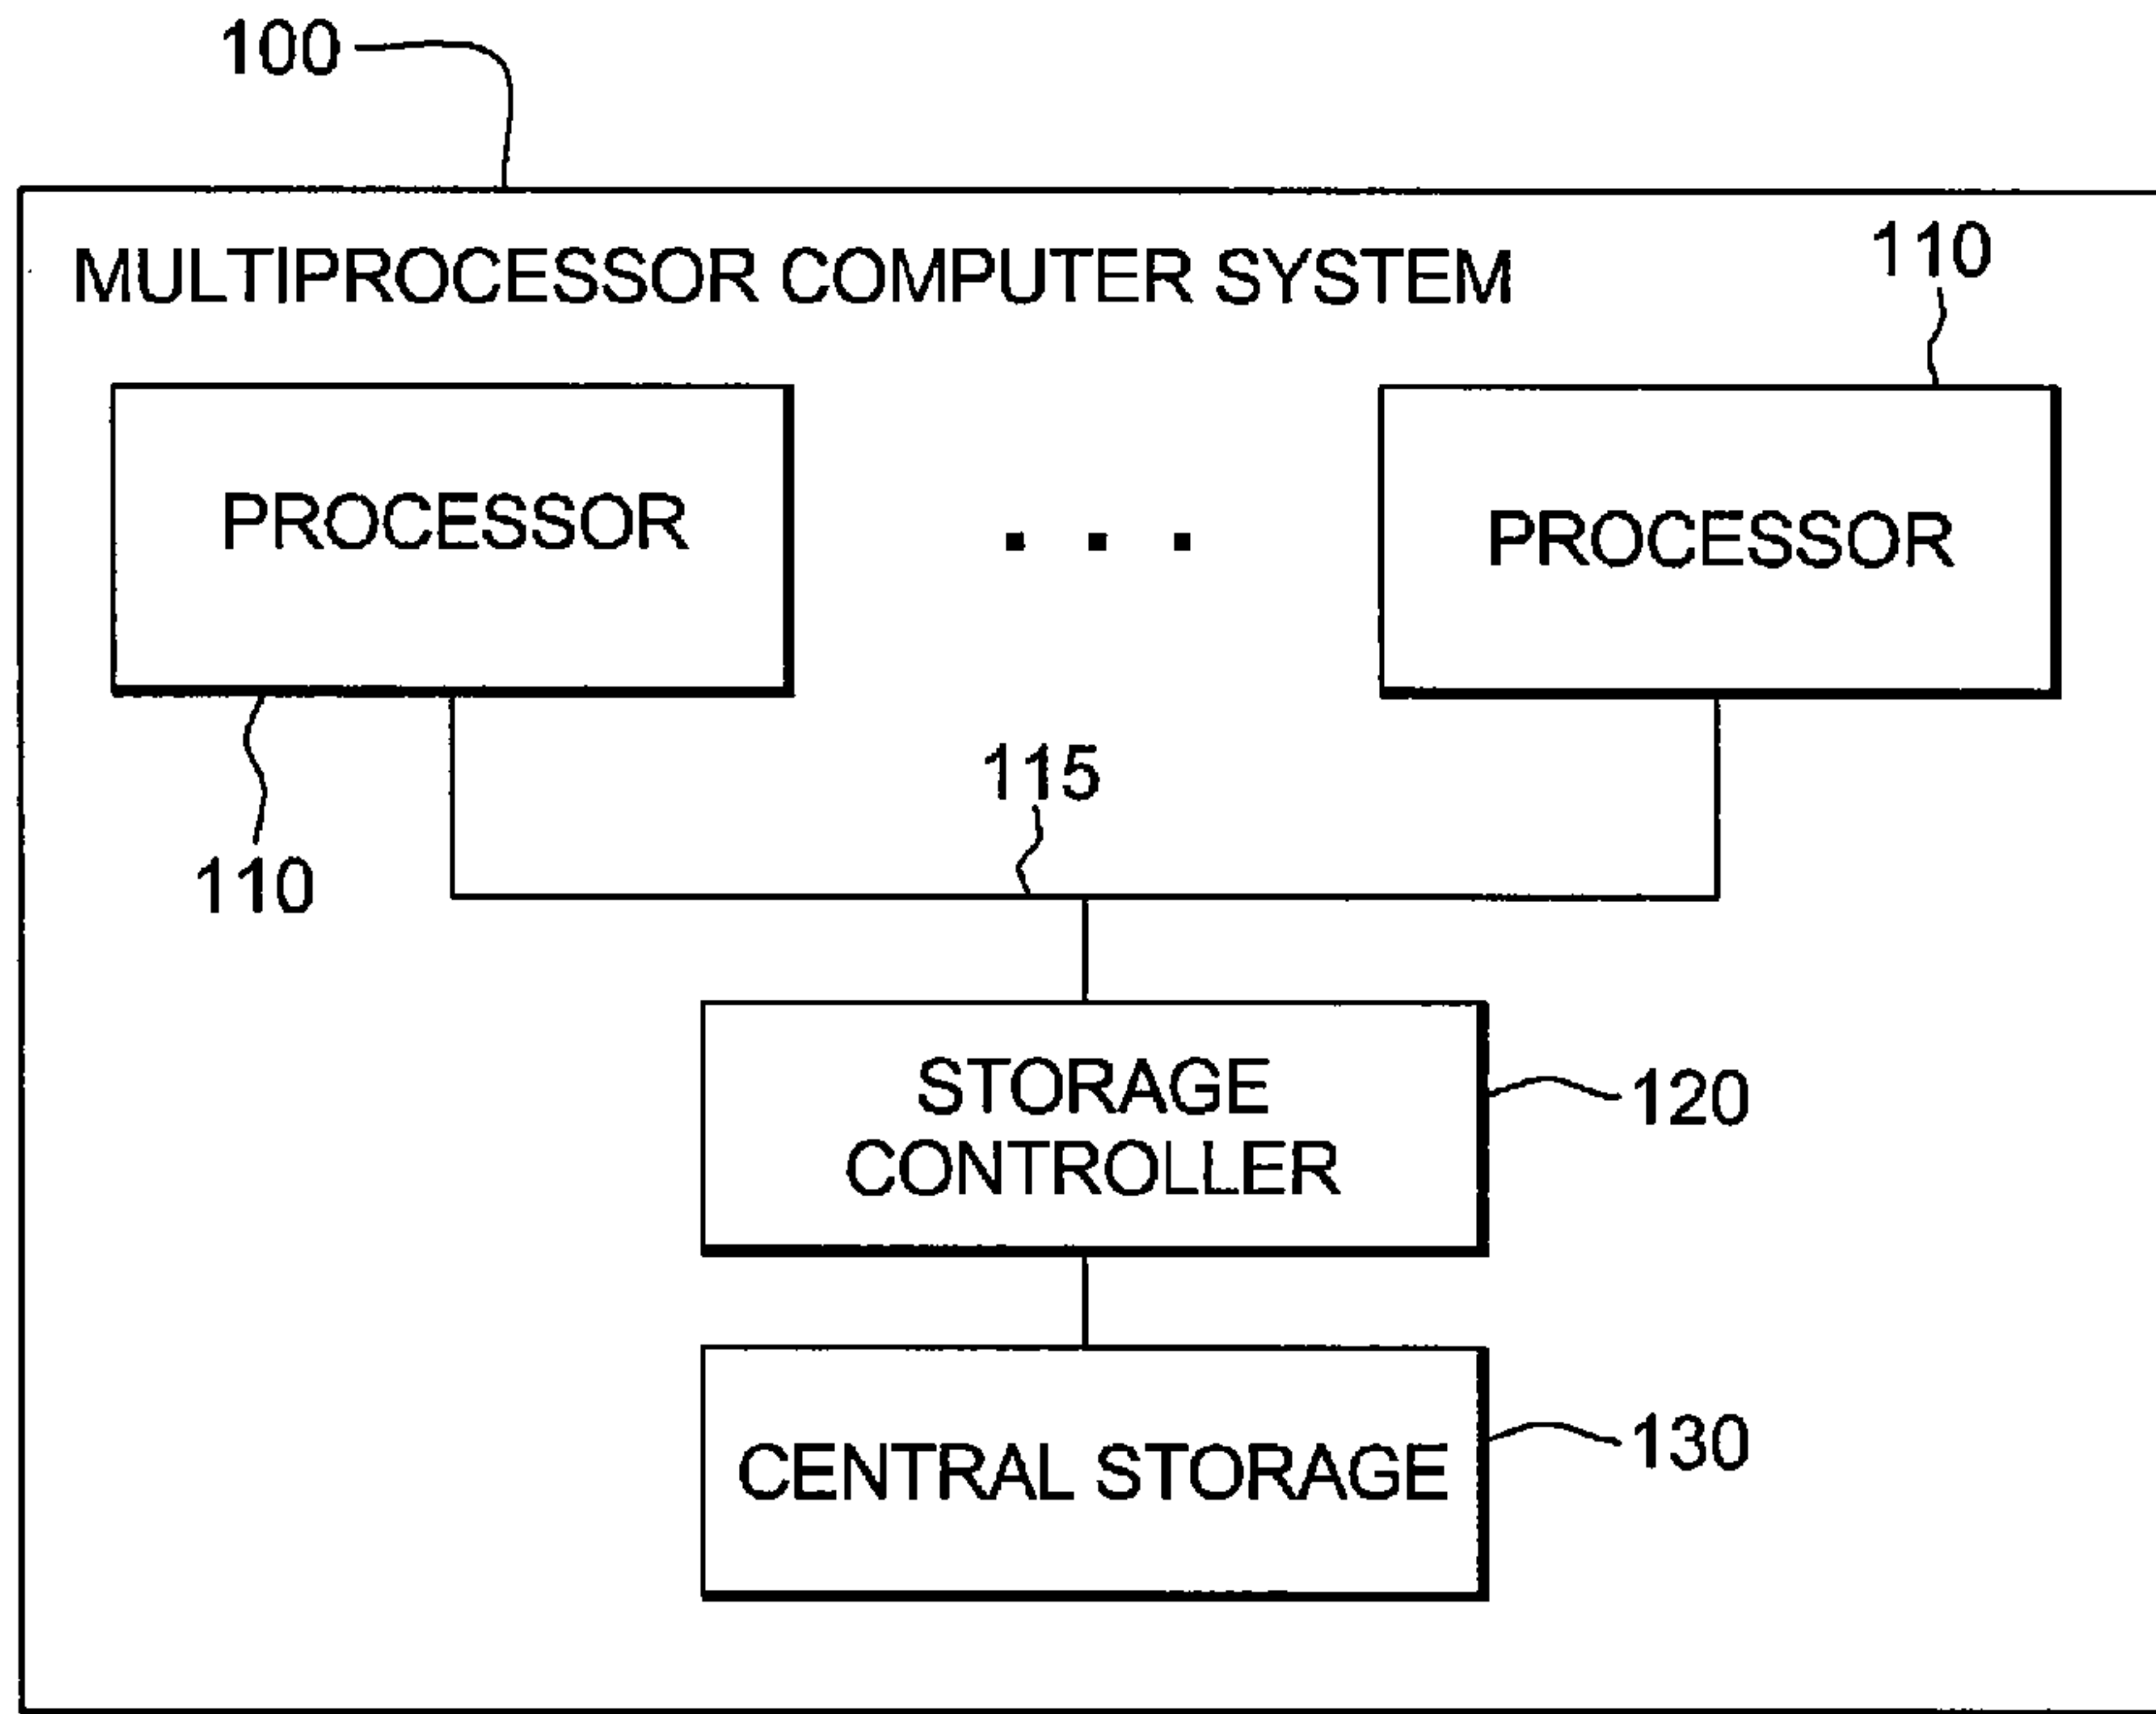 100
MULTIPROCESSOR COMPUTER SYSTEM
110
PROCESSOR
. . .
PROCESSOR
115
110
STORAGE
CONTROLLER
120
CENTRAL STORAGE
130